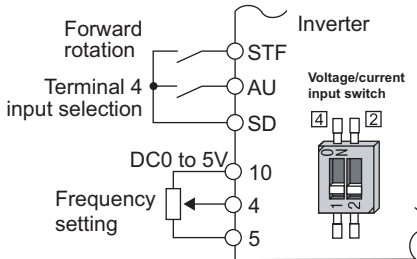 Forward
rotation
Inverter
STF
Terminal 4
input selection
AU
SD
Voltage/current
input switch
4
2
ON
1 2
DC0 to 5V
10
Frequency
setting
4
5